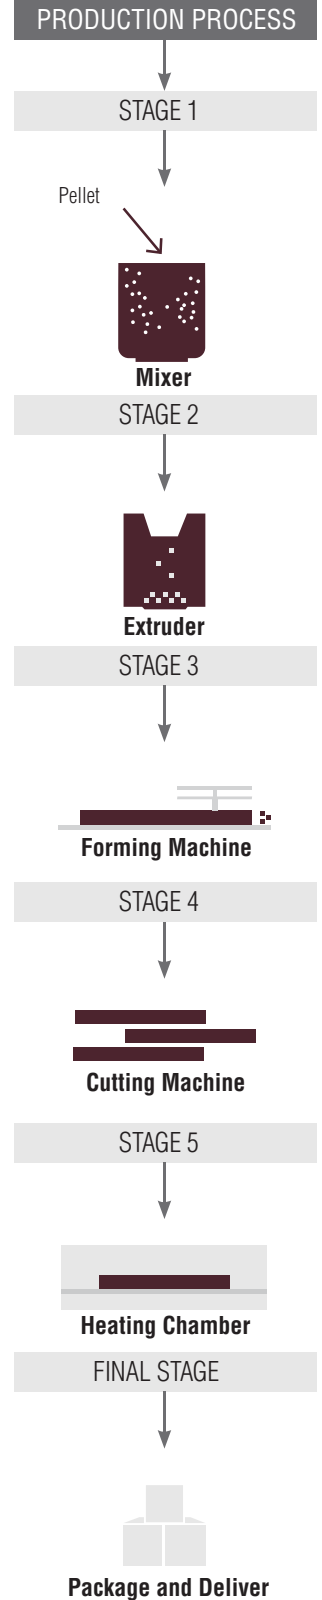 PRODUCTION PROCESS
STAGE 1
Pellet
Mixer
STAGE 2
Extruder
STAGE 3
Forming Machine
STAGE 4
Cutting Machine
STAGE 5
Heating Chamber
FINAL STAGE
Package and Deliver